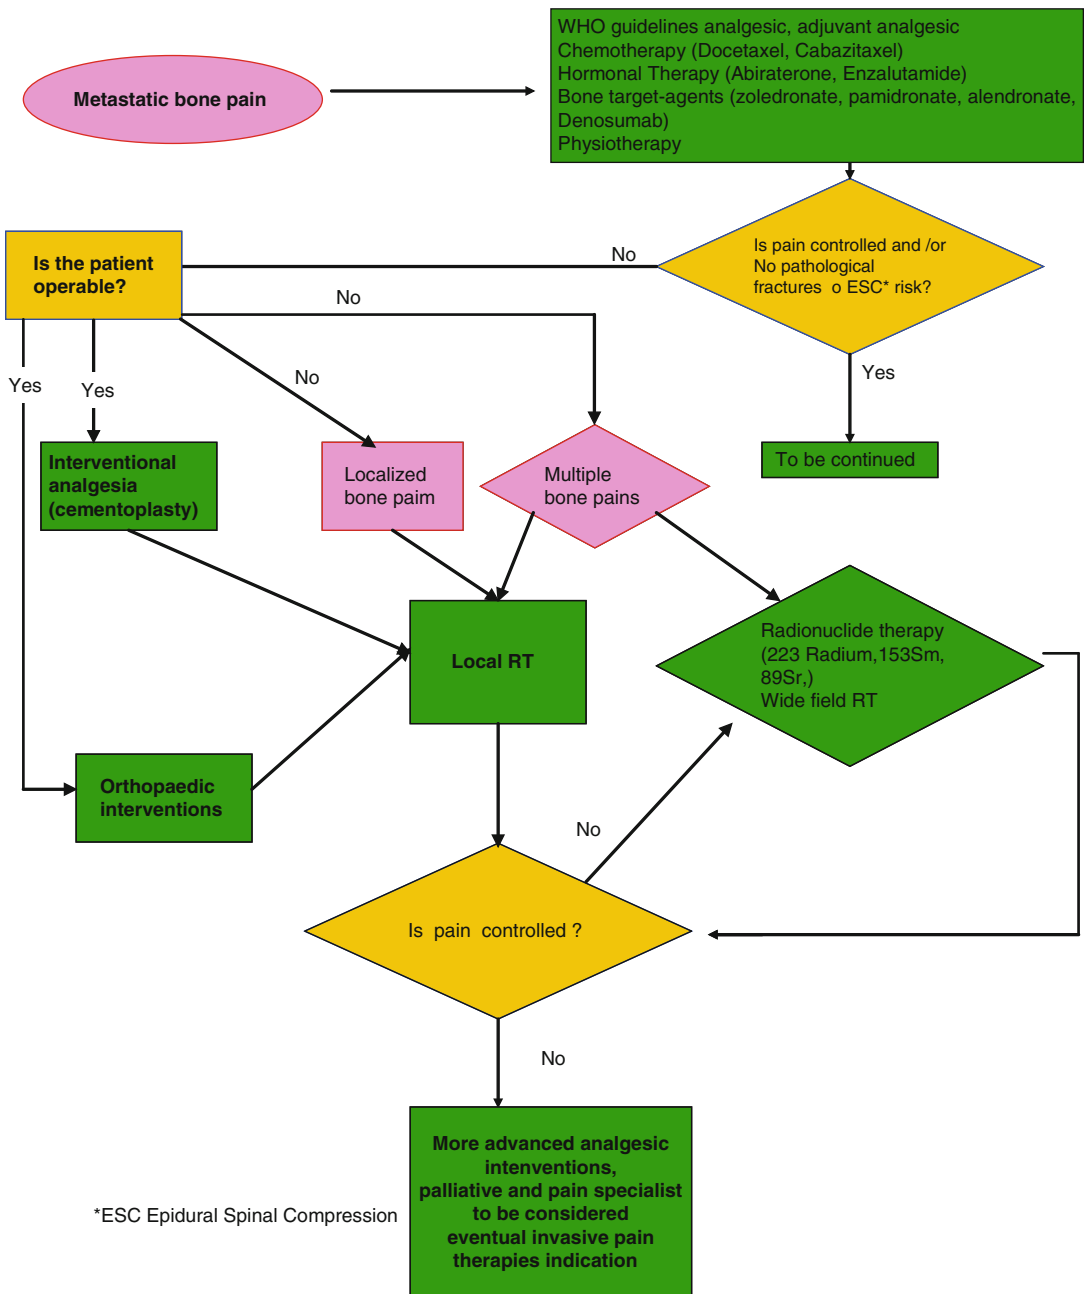 Metastatic bone pain
WHO guidelines analgesic, adjuvant analgesic
Chemotherapy (Docetaxel, Cabazitaxel)
Hormonal Therapy (Abiraterone, Enzalutamide)
Bone target-agents (zoledronate, pamidronate, alendronate,
Denosumab)
Physiotherapy
Is pain controlled and /or
No pathological
fractures o ESC* risk?
No
Is the patient
operable?
No
No
Yes
Yes
Yes
Interventional
analgesia
(cementoplasty)
Localized
bone paim
Multiple
bone pains
To be continued
Local RT
Radionuclide therapy
(223 Radium,153Sm,
89Sr,)
Wide field RT
Orthopaedic
interventions
No
Is pain controlled ?
No
More advanced analgesic
intenventions,
palliative and pain specialist
to be considered
eventual invasive pain
therapies indication
*ESC Epidural Spinal Compression